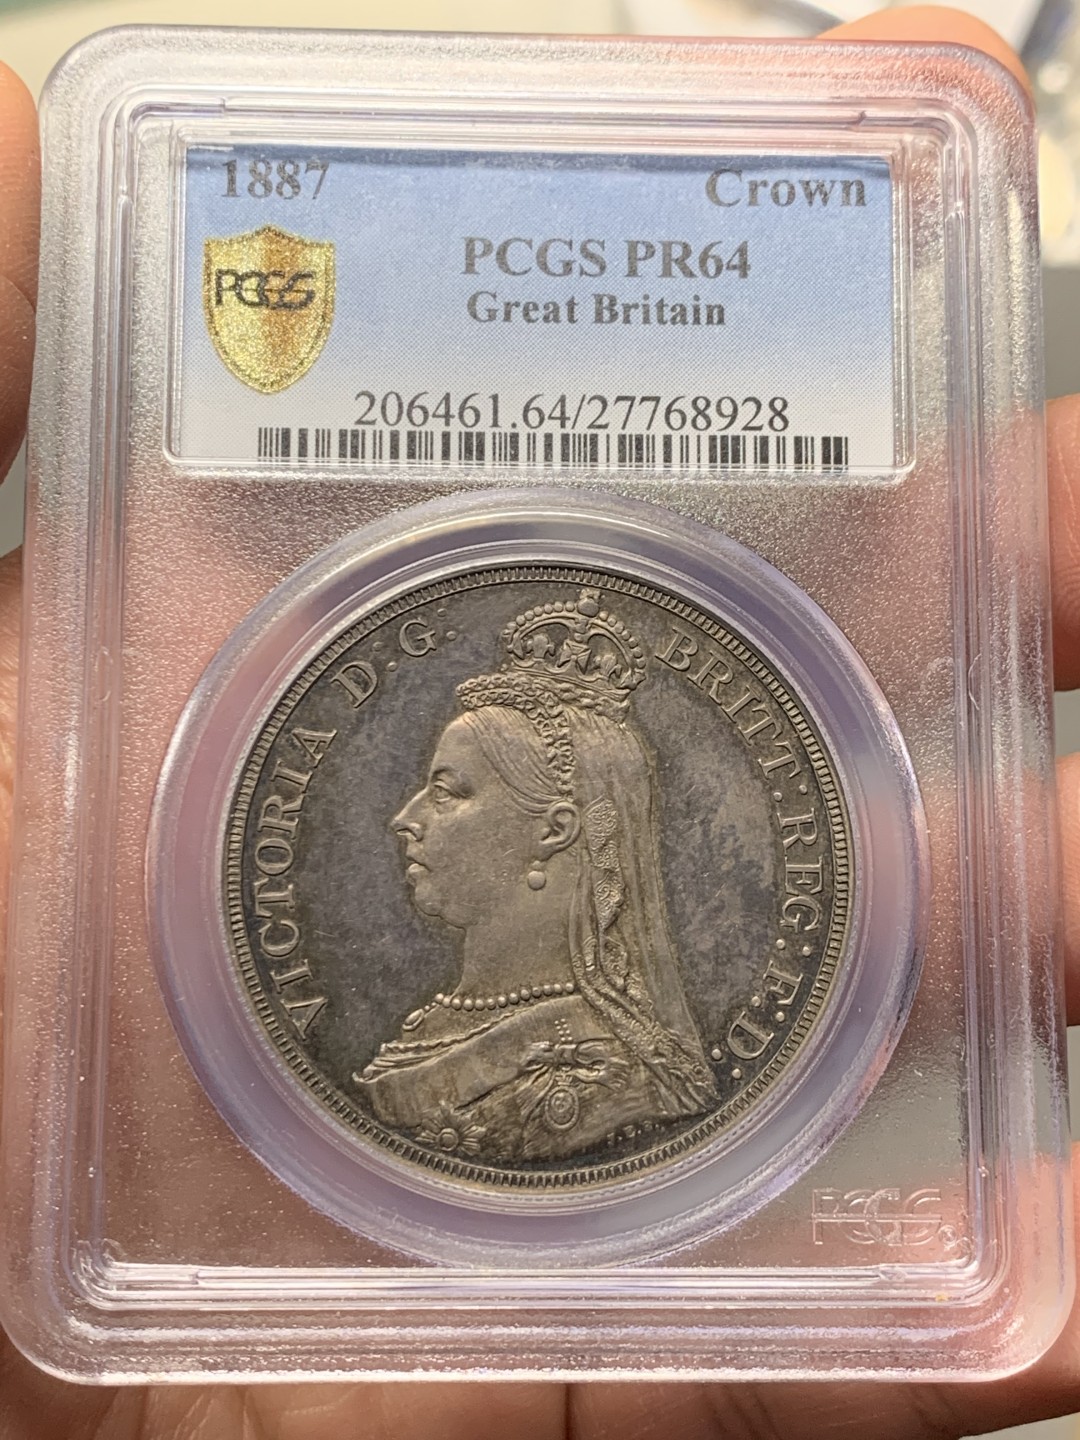 1887 Crown
PCGS
PCGS PR64
Great Britain
206461.64/27768928
VICTORIA D:G: BRITT:REG:F:D:
J.E.B.
PCGS